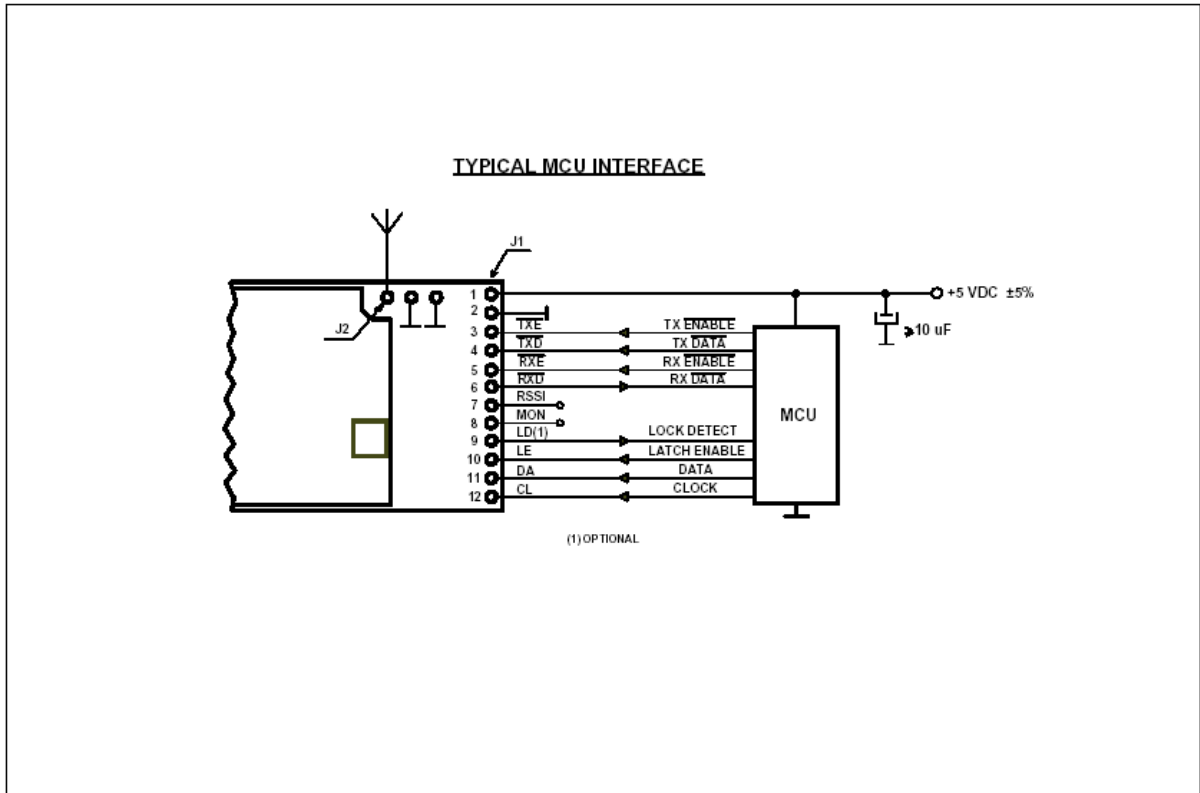 TYPICAL MCU INTERFACE
J1
1
+5 VDC ±5%
J2
2
≥10 uF
3 TXE TX ENABLE
4 TXD TX DATA
5 RXE RX ENABLE
6 RXD RX DATA
7 RSSI
8 MON
MCU
9 LD(1) LOCK DETECT
10 LE LATCH ENABLE
11 DA DATA
12 CL CLOCK
(1) OPTIONAL